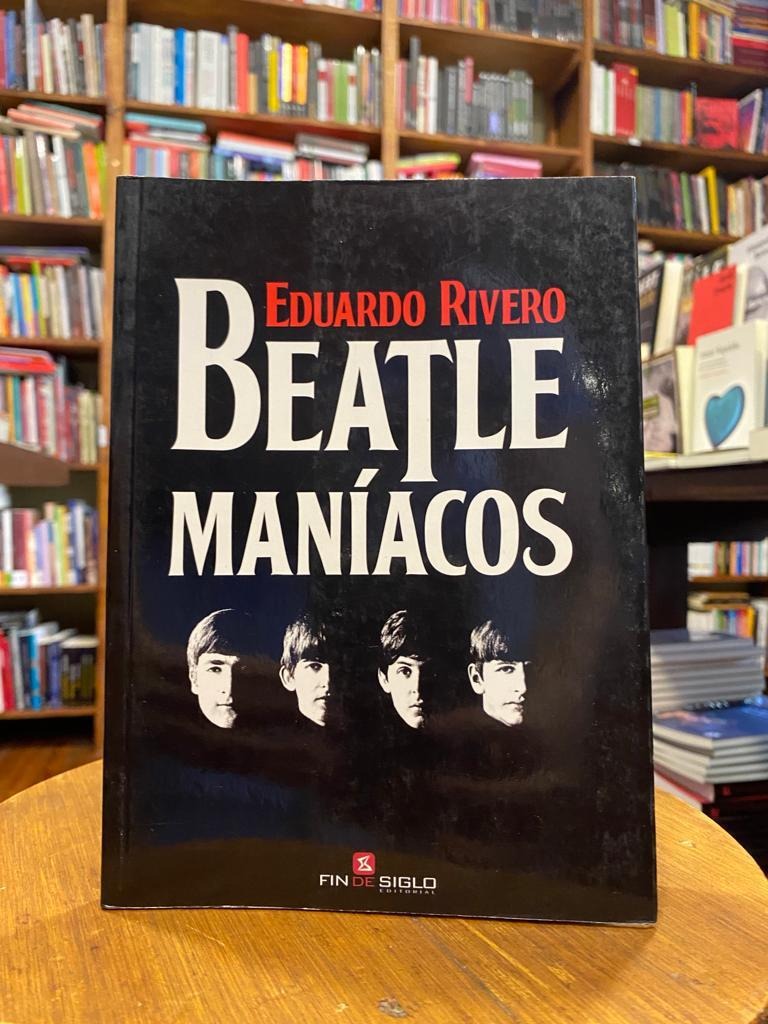 EDUARDO RIVERO
BEATLE
MANÍACOS
FIN DE SIGLO
EDITORIAL